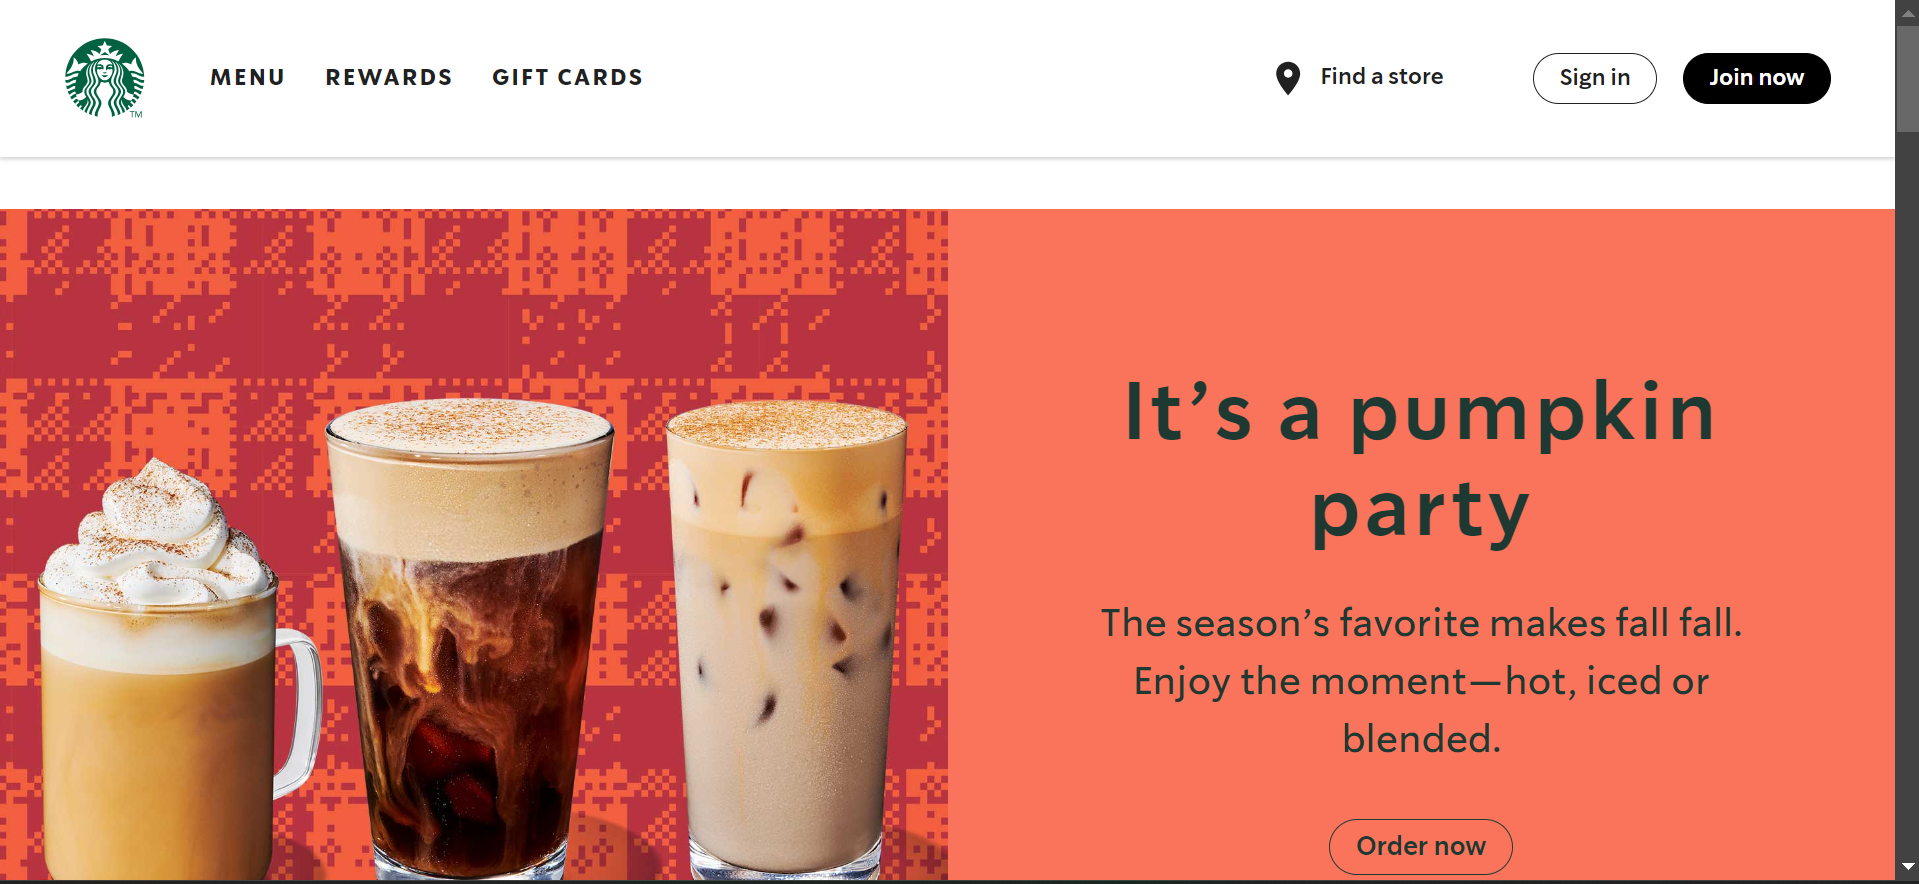 TM
MENU REWARDS GIFT CARDS Find a store Sign in Join now
It’s a pumpkin
party
The season’s favorite makes fall fall.
Enjoy the moment—hot, iced or
blended.
Order now